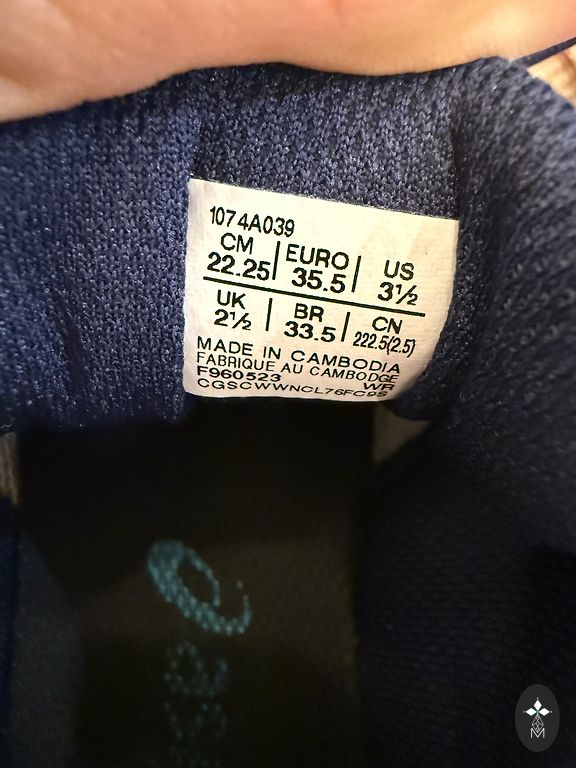 1074A039
CM | EURO | US
22.25 | 35.5 | 3½
UK | BR | CN
2½ | 33.5 | 222.5(2.5)
MADE IN CAMBODIA
FABRIQUE AU CAMBODGE
F960523 WR
CGSCWWNCL76FC9S
M